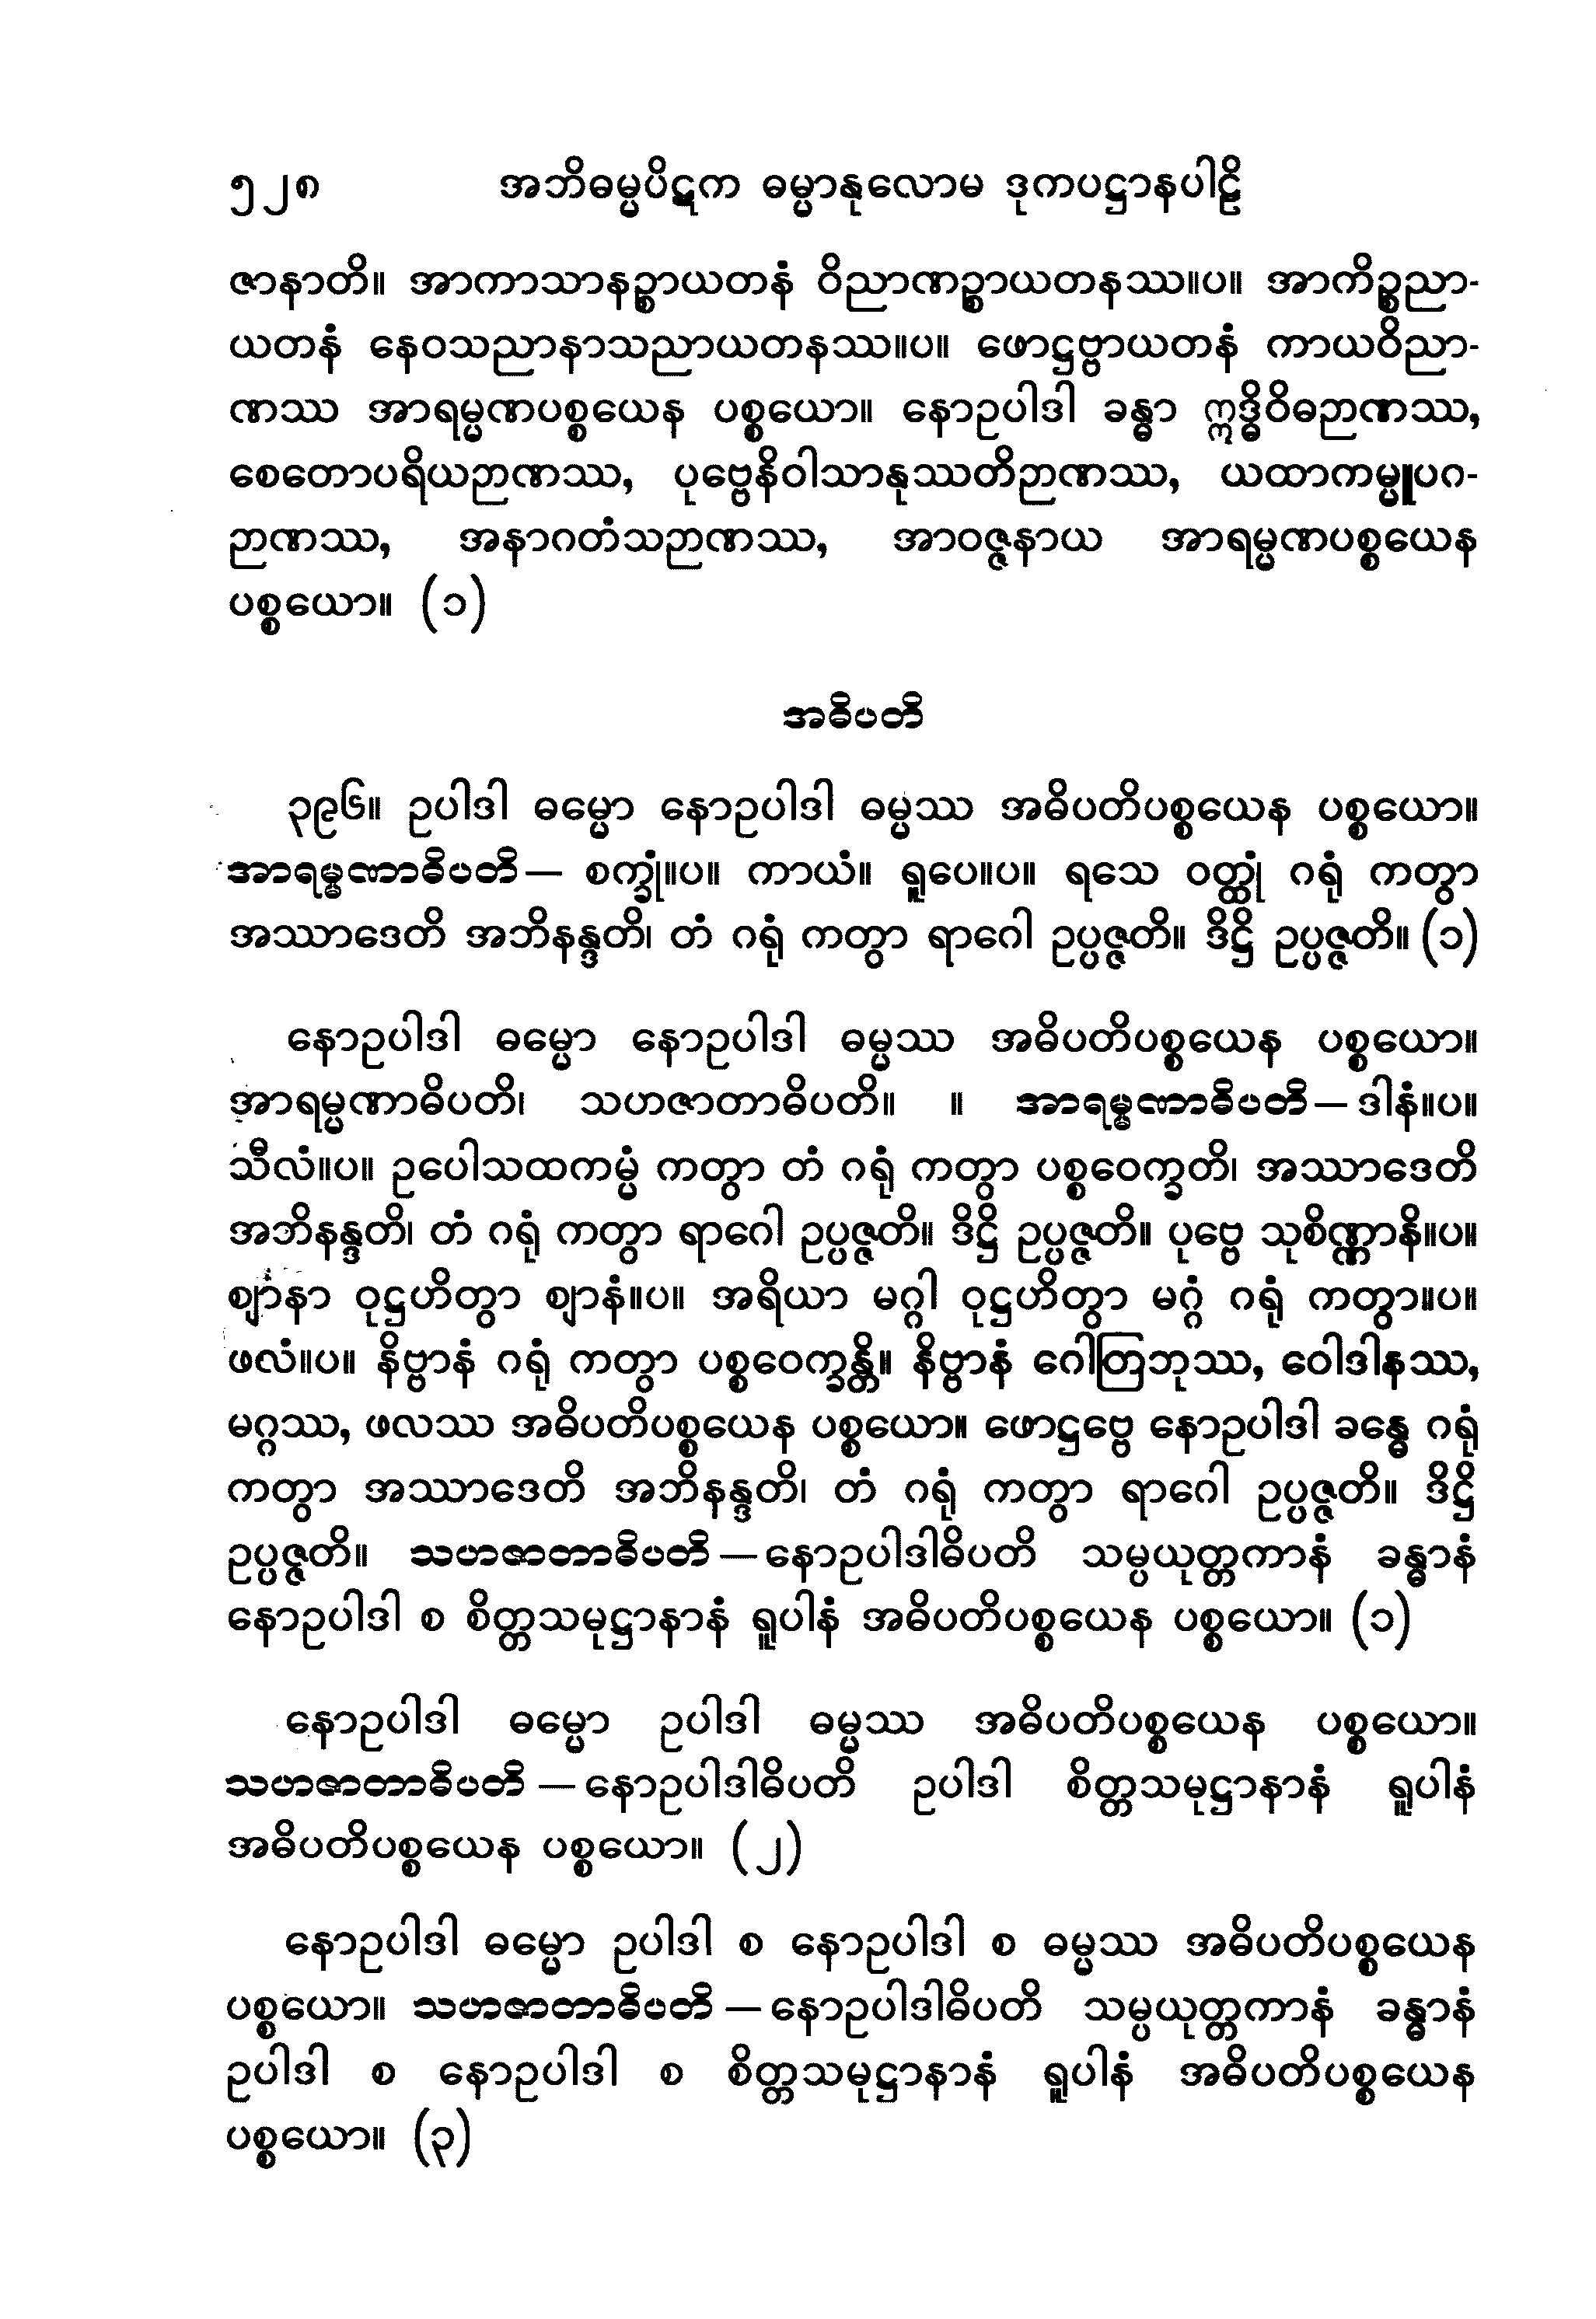 ၅၂၈ အဘိဓမ္မပိဋက ဓမ္မာနုလောမ ဒုကပဋ္ဌာနပါဠိ
ဇာနာတိ။ အာကာသာနဉ္စာယတနံ ဝိညာဏဉ္စာယတနဿ။ပ။ အာကိဉ္စညာ-
ယတနံ နေဝသညာနာသညာယတနဿ။ပ။ ဖောဋ္ဌဗ္ဗာယတနံ ကာယဝိညာ-
ဏဿ အာရမ္မဏပစ္စယေန ပစ္စယော။ နောဥပါဒါ ခန္ဓာ ဣဒ္ဓိဝိဓဉာဏဿ,
စေတောပရိယဉာဏဿ, ပုဗ္ဗေနိဝါသာနုဿတိဉာဏဿ, ယထာကမ္မူပဂ-
ဉာဏဿ, အနာဂတံသဉာဏဿ, အာဝဇ္ဇနာယ အာရမ္မဏပစ္စယေန
ပစ္စယော။ (၁)
အဓိပတိ
၃၉၆။ ဥပါဒါ ဓမ္မော နောဥပါဒါ ဓမ္မဿ အဓိပတိပစ္စယေန ပစ္စယော။
အာရမ္မဏာဓိပတိ— စက္ခုံ။ပ။ ကာယံ။ ရူပေ။ပ။ ရသေ ဝတ္ထုံ ဂရုံ ကတွာ
အဿာဒေတိ အဘိနန္ဒတိ၊ တံ ဂရုံ ကတွာ ရာဂေါ ဥပ္ပဇ္ဇတိ။ ဒိဋ္ဌိ ဥပ္ပဇ္ဇတိ။ (၁)
နောဥပါဒါ ဓမ္မော နောဥပါဒါ ဓမ္မဿ အဓိပတိပစ္စယေန ပစ္စယော။
အာရမ္မဏာဓိပတိ၊ သဟဇာတာဓိပတိ။ ။ အာရမ္မဏာဓိပတိ—ဒါနံ။ပ။
သီလံ။ပ။ ဥပေါသထကမ္မံ ကတွာ တံ ဂရုံ ကတွာ ပစ္စဝေက္ခတိ၊ အဿာဒေတိ
အဘိနန္ဒတိ၊ တံ ဂရုံ ကတွာ ရာဂေါ ဥပ္ပဇ္ဇတိ။ ဒိဋ္ဌိ ဥပ္ပဇ္ဇတိ။ ပုဗ္ဗေ သုစိဏ္ဏာနိ။ပ။
ဈာနာ ဝုဋ္ဌဟိတွာ ဈာနံ။ပ။ အရိယာ မဂ္ဂါ ဝုဋ္ဌဟိတွာ မဂ္ဂံ ဂရုံ ကတွာ။ပ။
ဖလံ။ပ။ နိဗ္ဗာနံ ဂရုံ ကတွာ ပစ္စဝေက္ခန္တိ။ နိဗ္ဗာနံ ဂေါတြဘုဿ, ဝေါဒါနဿ,
မဂ္ဂဿ, ဖလဿ အဓိပတိပစ္စယေန ပစ္စယော။ ဖောဋ္ဌဗ္ဗေ နောဥပါဒါ ခန္ဓေ ဂရုံ
ကတွာ အဿာဒေတိ အဘိနန္ဒတိ၊ တံ ဂရုံ ကတွာ ရာဂေါ ဥပ္ပဇ္ဇတိ။ ဒိဋ္ဌိ
ဥပ္ပဇ္ဇတိ။ သဟဇာတာဓိပတိ—နောဥပါဒါဓိပတိ သမ္ပယုတ္တကာနံ ခန္ဓာနံ
နောဥပါဒါ စ စိတ္တသမုဋ္ဌာနာနံ ရူပါနံ အဓိပတိပစ္စယေန ပစ္စယော။ (၁)
နောဥပါဒါ ဓမ္မော ဥပါဒါ ဓမ္မဿ အဓိပတိပစ္စယေန ပစ္စယော။
သဟဇာတာဓိပတိ—နောဥပါဒါဓိပတိ ဥပါဒါ စိတ္တသမုဋ္ဌာနာနံ ရူပါနံ
အဓိပတိပစ္စယေန ပစ္စယော။ (၂)
နောဥပါဒါ ဓမ္မော ဥပါဒါ စ နောဥပါဒါ စ ဓမ္မဿ အဓိပတိပစ္စယေန
ပစ္စယော။ သဟဇာတာဓိပတိ—နောဥပါဒါဓိပတိ သမ္ပယုတ္တကာနံ ခန္ဓာနံ
ဥပါဒါ စ နောဥပါဒါ စ စိတ္တသမုဋ္ဌာနာနံ ရူပါနံ အဓိပတိပစ္စယေန
ပစ္စယော။ (၃)